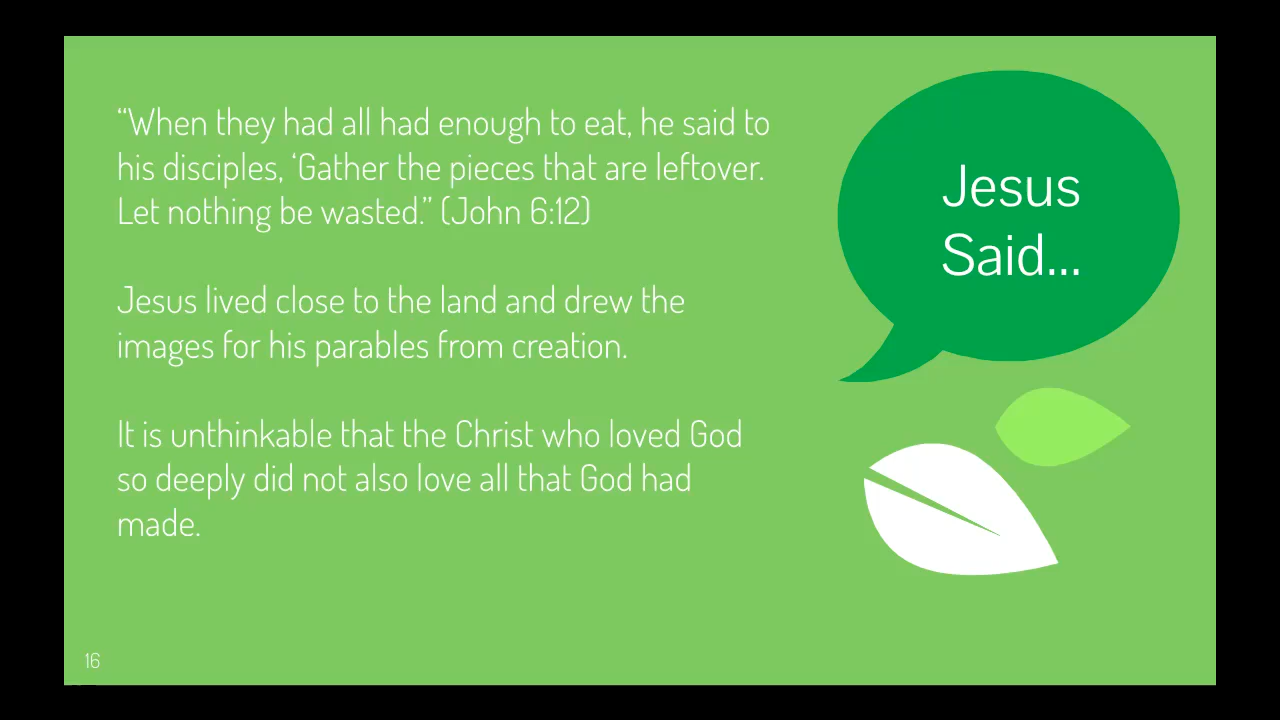 “When they had all had enough to eat, he said to
his disciples, ‘Gather the pieces that are leftover.
Let nothing be wasted.” (John 6:12)
Jesus lived close to the land and drew the
images for his parables from creation.
It is unthinkable that the Christ who loved God
so deeply did not also love all that God had
made.
Jesus
Said...
16